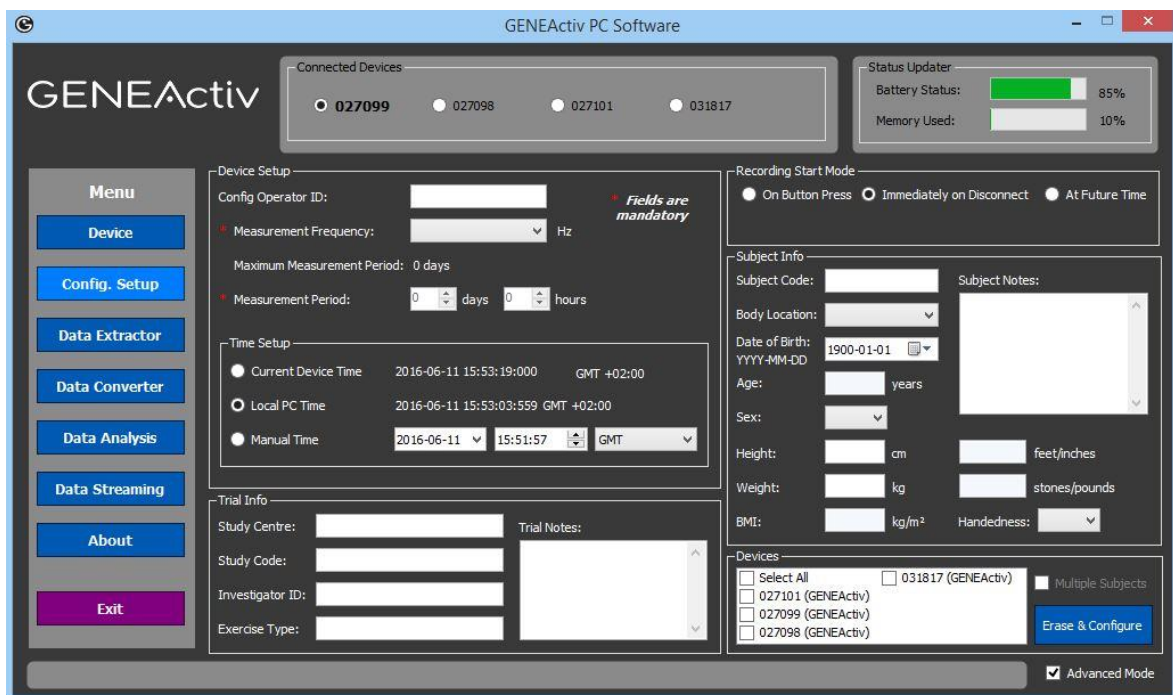 GENEActiv PC Software
GENEActiv
Connected Devices
027099 027098 027101 031817
Status Updater
Battery Status: 85%
Memory Used: 10%
Menu
Device
Config. Setup
Data Extractor
Data Converter
Data Analysis
Data Streaming
About
Exit
Device Setup
Config Operator ID:
* Fields are
mandatory
* Measurement Frequency: Hz
Maximum Measurement Period: 0 days
* Measurement Period: 0 days 0 hours
Time Setup
Current Device Time 2016-06-11 15:53:19:000 GMT +02:00
Local PC Time 2016-06-11 15:53:03:559 GMT +02:00
Manual Time 2016-06-11 15:51:57 GMT
Trial Info
Study Centre:
Trial Notes:
Study Code:
Investigator ID:
Exercise Type:
Recording Start Mode
On Button Press Immediately on Disconnect At Future Time
Subject Info
Subject Code: Subject Notes:
Body Location:
Date of Birth: 1900-01-01
YYYY-MM-DD
Age: years
Sex:
Height: cm feet/inches
Weight: kg stones/pounds
BMI: kg/m² Handedness:
Devices
Select All 031817 (GENEActiv)
027101 (GENEActiv)
027099 (GENEActiv)
027098 (GENEActiv)
Multiple Subjects
Erase & Configure
Advanced Mode